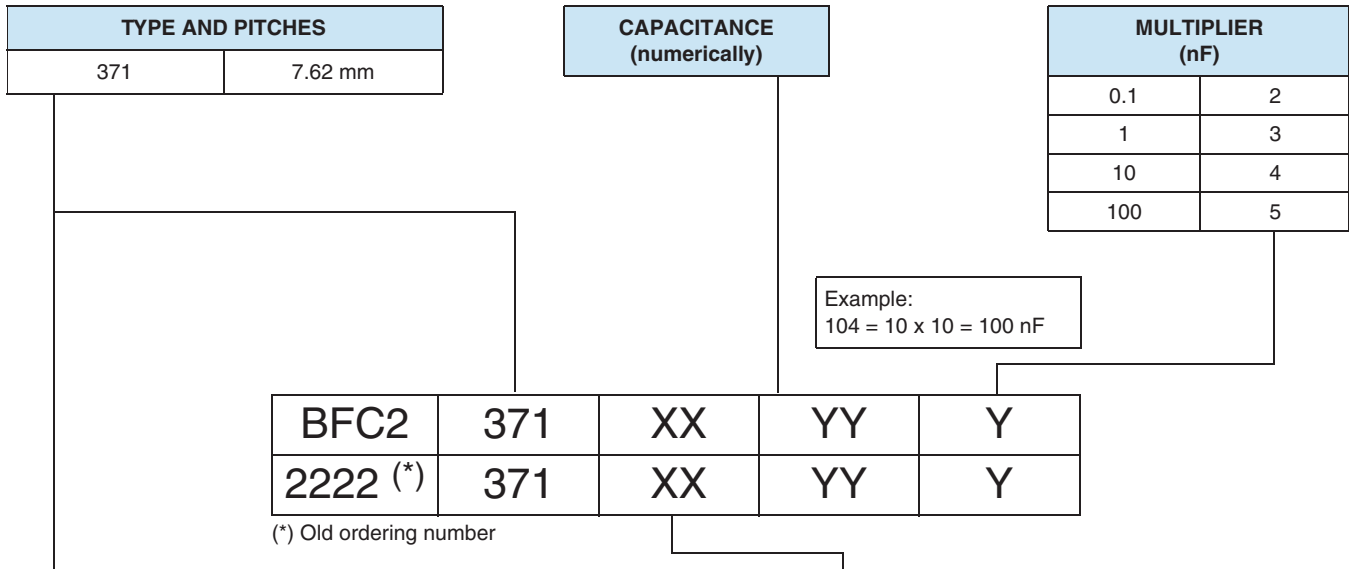 TYPE AND PITCHES
371 7.62 mm
CAPACITANCE
(numerically)
MULTIPLIER
(nF)
0.1 2
1 3
10 4
100 5
Example:
104 = 10 x 10 = 100 nF
BFC2 371 XX YY Y
2222 (*) 371 XX YY Y
(*) Old ordering number